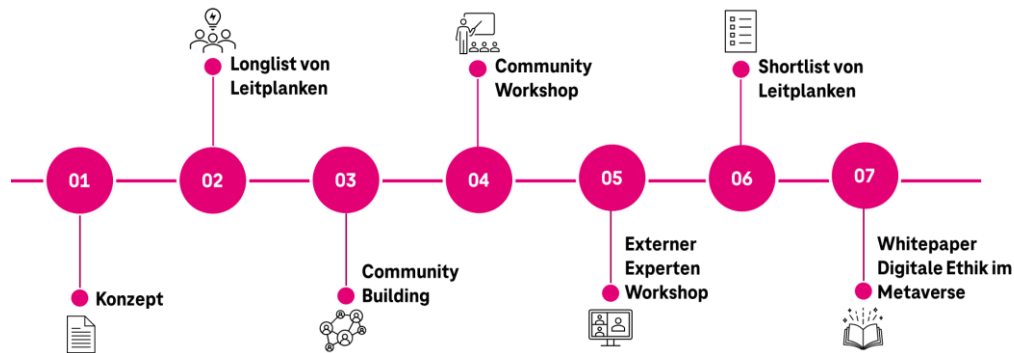 01
Konzept
02
Longlist von
Leitplanken
03
Community
Building
04
Community
Workshop
05
Externer
Experten
Workshop
06
Shortlist von
Leitplanken
07
Whitepaper
Digitale Ethik im
Metaverse